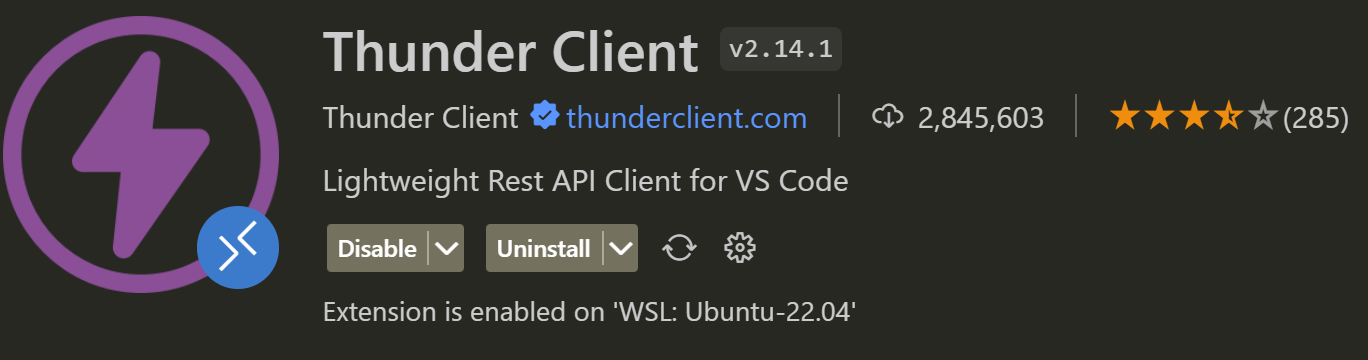 Thunder Client v2.14.1
Thunder Client thunderclient.com 2,845,603 (285)
Lightweight Rest API Client for VS Code
Disable Uninstall
Extension is enabled on 'WSL: Ubuntu-22.04'